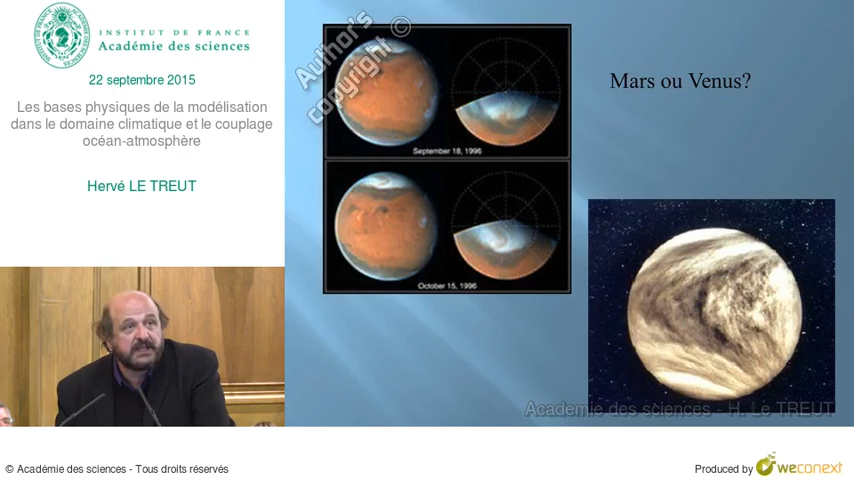 INSTITUT DE FRANCE
Académie des sciences
22 septembre 2015
Les bases physiques de la modélisation
dans le domaine climatique et le couplage
océan-atmosphère
Hervé LE TREUT
Author's
copyright ©
September 18, 1996
October 15, 1996
Mars ou Venus?
Academie des sciences - H. Le TREUT
© Académie des sciences - Tous droits réservés
Produced by weconext